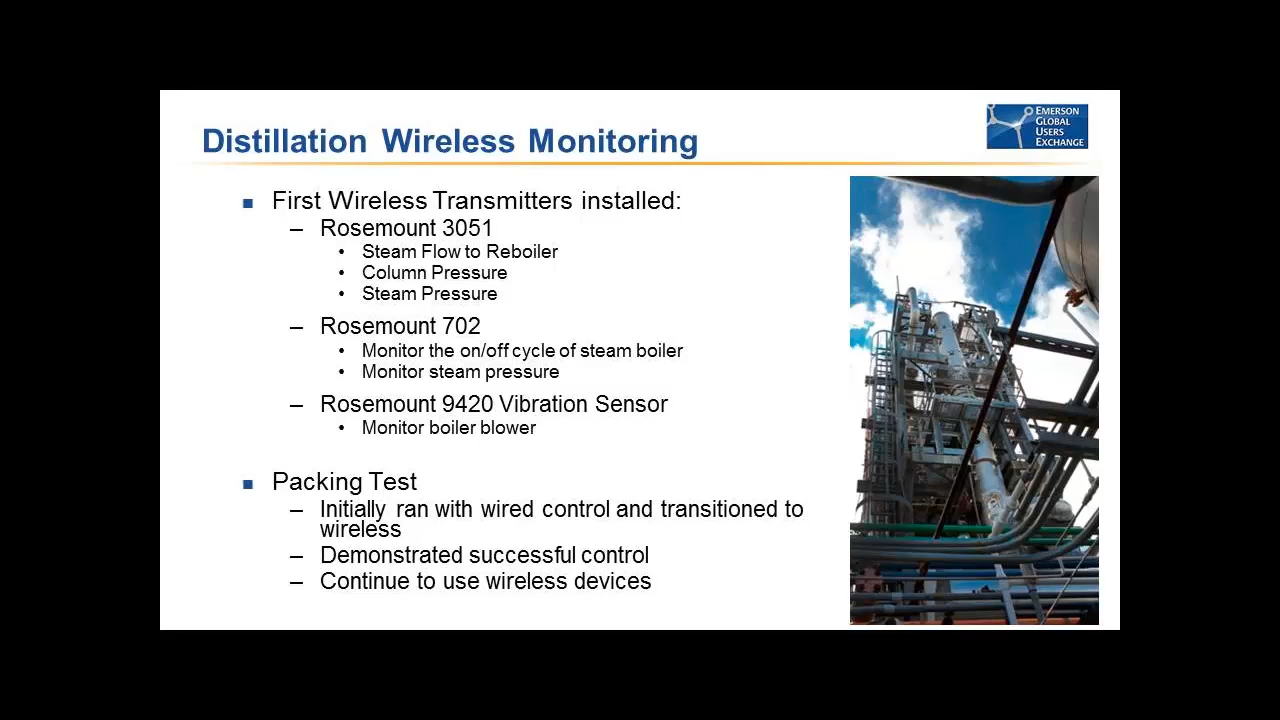 Distillation Wireless Monitoring
EMERSON
GLOBAL
USERS
EXCHANGE
First Wireless Transmitters installed:
– Rosemount 3051
• Steam Flow to Reboiler
• Column Pressure
• Steam Pressure
– Rosemount 702
• Monitor the on/off cycle of steam boiler
• Monitor steam pressure
– Rosemount 9420 Vibration Sensor
• Monitor boiler blower
Packing Test
– Initially ran with wired control and transitioned to
wireless
– Demonstrated successful control
– Continue to use wireless devices